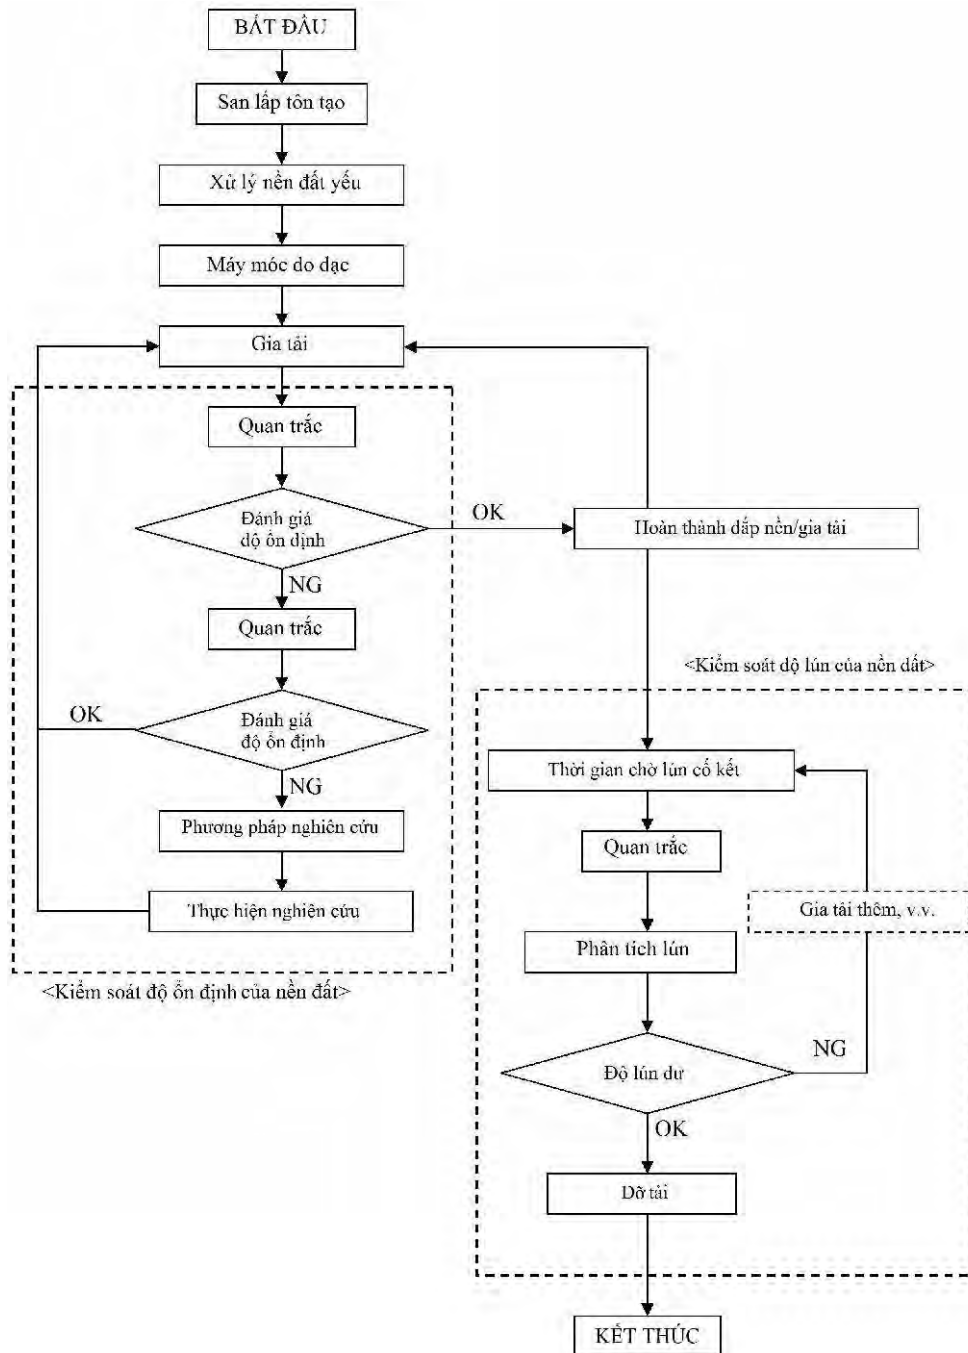 BẮT ĐẦU
San lấp tôn tạo
Xử lý nền đất yếu
Máy móc đo đạc
Gia tải
Quan trắc
Đánh giá
độ ổn định
OK
Hoàn thành đắp nền/gia tải
NG
Quan trắc
<Kiểm soát độ lún của nền đất>
OK
Đánh giá
độ ổn định
NG
Thời gian chờ lún cố kết
Phương pháp nghiên cứu
Quan trắc
Thực hiện nghiên cứu
Gia tải thêm, v.v.
Phân tích lún
<Kiểm soát độ ổn định của nền đất>
NG
Độ lún dư
OK
Dỡ tải
KẾT THÚC